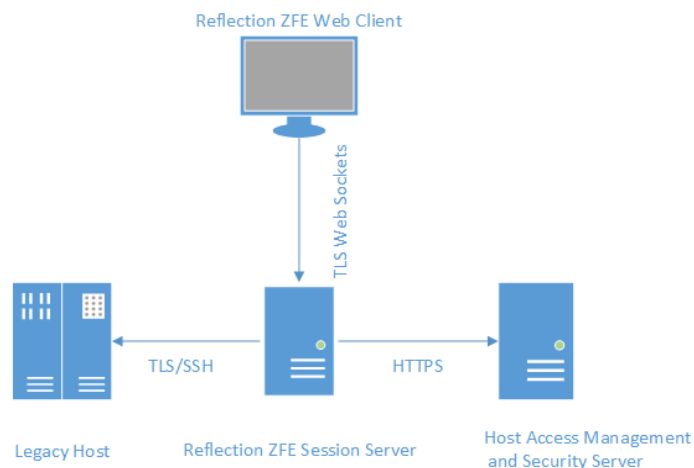 Reflection ZFE Web Client
TLS Web Sockets
TLS/SSH
HTTPS
Legacy Host
Reflection ZFE Session Server
Host Access Management
and Security Server